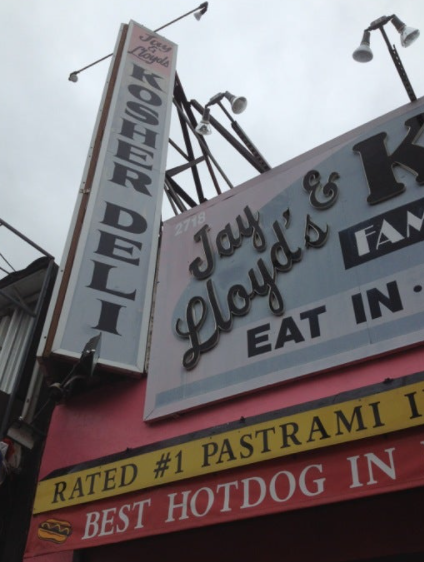 Jay
&
Lloyd's
KOSHER DELI
2718
Jay &
Lloyd's
EAT IN ·
RATED #1 PASTRAMI
BEST HOTDOG IN